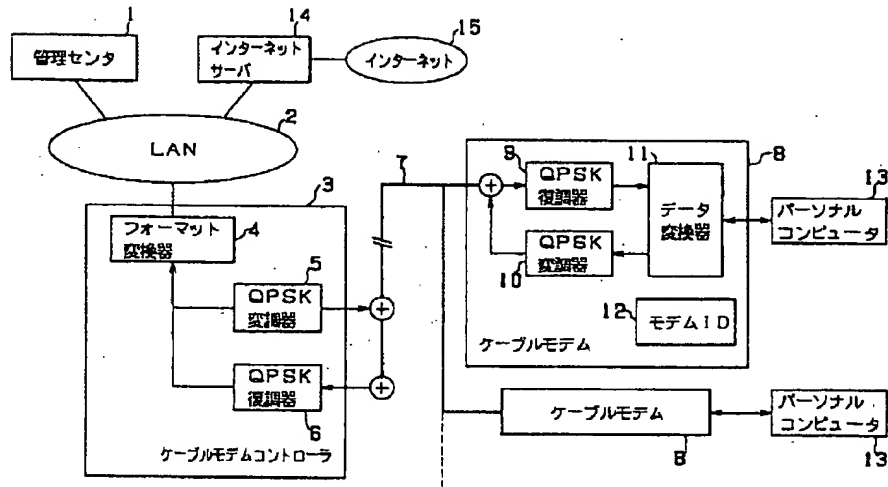 1
管理センタ
14
インターネット
サーバ
15
インターネット
2
LAN
3
フォーマット
変換器
4
5
QPSK
変調器
QPSK
復調器
6
ケーブルモデムコントローラ
7
8
9
QPSK
復調器
11
データ
変換器
QPSK
変調器
10
12
モデムID
ケーブルモデム
13
パーソナル
コンピュータ
ケーブルモデム
8
パーソナル
コンピュータ
13